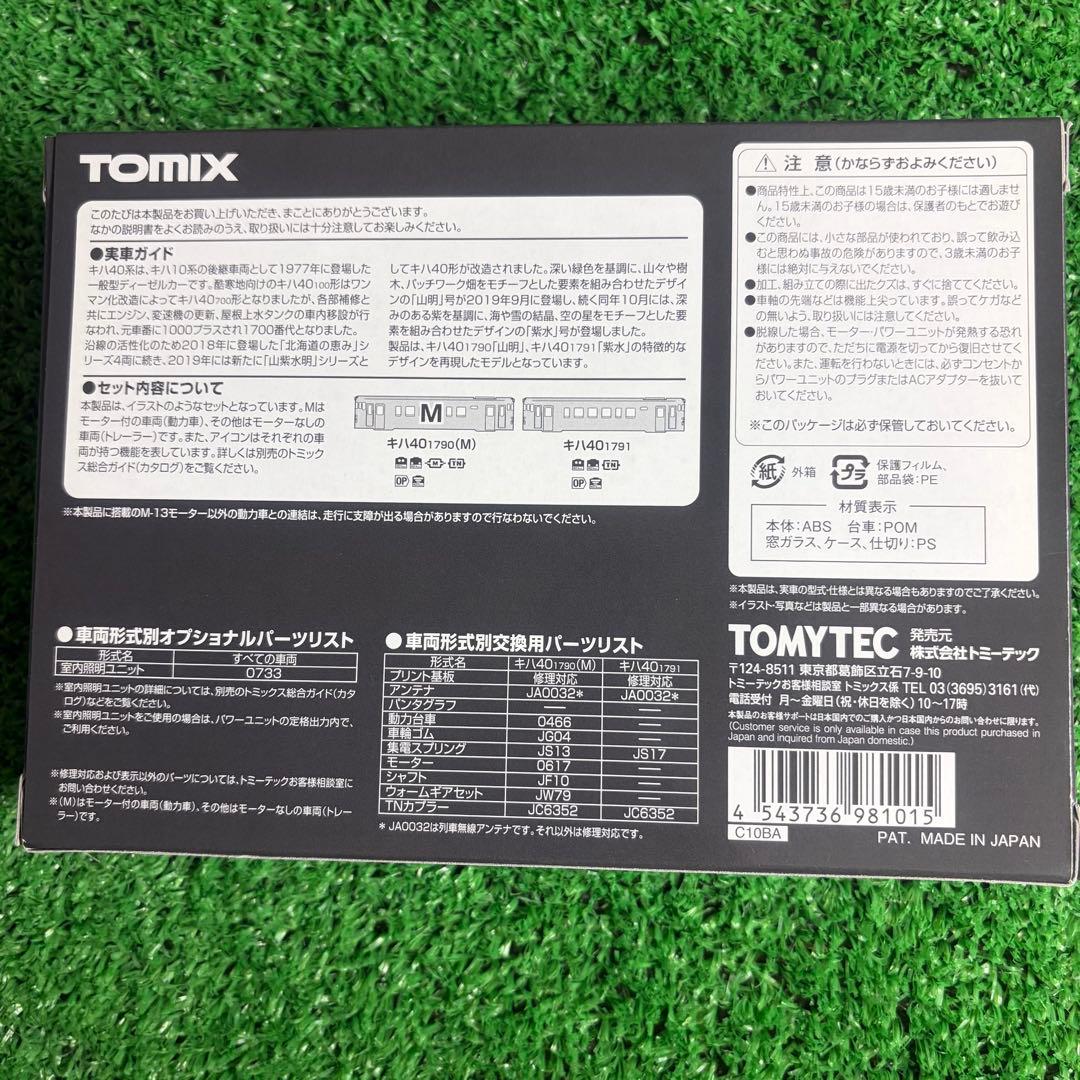 TOMIX
このたびは本製品をお買い上げいただき、まことにありがとうございます。
なかの説明書をよくお読みのうえ、取り扱いには十分注意してお楽しみください。
●実車ガイド
キハ40系は、キハ10系の後継車両として1977年に登場した
一般型ディーゼルカーです。酷寒地向けのキハ40100形はワン
マン化改造によってキハ40700形となりましたが、各部補修と
共にエンジン、変速機の更新、屋根上水タンクの車内移設が行
なわれ、元車番に1000プラスされ1700番代となりました。
沿線の活性化のため2018年に登場した「北海道の恵み」シ
リーズ4両に続き、2019年には新たに「山紫水明」シリーズと
してキハ40形が改造されました。深い緑色を基調に、山々や樹
木、パッチワーク畑をモチーフとした要素を組み合わせたデザイ
ンの「山明」号が2019年9月に登場し、続く同年10月には、深
みのある紫を基調に、海や雪の結晶、空の星をモチーフとした要
素を組み合わせたデザインの「紫水」号が登場しました。
製品は、キハ401790「山明」、キハ401791「紫水」の特徴的な
デザインを再現したモデルとなっています。
●セット内容について
本製品は、イラストのようなセットとなっています。Mは
モーター付の車両(動力車)、その他はモーターなしの
車両(トレーラー)です。また、アイコンはそれぞれの車
両が持つ機能を表しています。詳しくは別売のトミック
ス総合ガイド(カタログ)をご覧ください。
M
キハ401790(M)
M TN
OP
キハ401791
TN
OP
※本製品に搭載のM-13モーター以外の動力車との連結は、走行に支障が出る場合がありますので行なわないでください。
●車両形式別オプショナルパーツリスト
形式名 すべての車両
室内照明ユニット 0733
※室内照明ユニットの詳細については、別売のトミックス総合ガイド(カタ
ログ)などをご覧ください。
※室内照明ユニットをご使用の場合は、パワーユニットの定格出力内で、
ご利用ください。
※修理対応および表示以外のパーツについては、トミーテックお客様相談室に
お問い合わせください。
※(M)はモーター付の車両(動力車)、その他はモーターなしの車両(トレー
ラー)です。
●車両形式別交換用パーツリスト
形式名 キハ401790(M) キハ401791
プリント基板 修理対応 修理対応
アンテナ JA0032* JA0032*
パンタグラフ ― ―
動力台車 0466 ―
車輪ゴム JG04 ―
集電スプリング JS13 JS17
モーター 0617 ―
シャフト JF10 ―
ウォームギアセット JW79 ―
TNカプラー JC6352 JC6352
* JA0032は列車無線アンテナです。それ以外は修理対応です。
⚠ 注 意(かならずおよみください)
●商品特性上、この商品は15歳未満のお子様には適しませ
ん。15歳未満のお子様の場合は、保護者のもとでお遊び
ください。
●この商品には、小さな部品が使われており、誤って飲み込
むと思わぬ事故の危険がありますので、3歳未満のお子
様には絶対に与えないでください。
●加工、組み立ての際に出たクズは、すぐに捨ててください。
●車軸の先端などは機能上尖っています。誤ってケガなど
の無いよう、取り扱いには注意してください。
●脱線した場合、モーター・パワーユニットが発熱する恐れ
がありますので、ただちに電源を切ってから復旧させてくだ
さい。また、運転を行わないときには、必ずコンセントか
らパワーユニットのプラグまたはACアダプターを抜いて
おいてください。
※このパッケージは必ず保管しておいてください。
紙 外箱
プラ 保護フィルム、
部品袋:PE
材質表示
本体:ABS 台車:POM
窓ガラス、ケース、仕切り:PS
※本製品は、実車の型式・仕様とは異なる場合もありますのでご了承ください。
※イラスト・写真などは製品と一部異なる場合があります。
TOMYTEC 発売元
株式会社トミーテック
〒124-8511 東京都葛飾区立石7-9-10
トミーテックお客様相談室 トミックス係 TEL 03(3695)3161(代)
電話受付 月〜金曜日(祝・休日を除く)10〜17時
本製品のお客様サポートは日本国内でのご購入かつ日本国内からのお問い合わせに限ります。
(Customer service is only available in case this product purchased in
Japan and inquired from Japan domestic.)
4 543736 981015
C10BA
PAT. MADE IN JAPAN